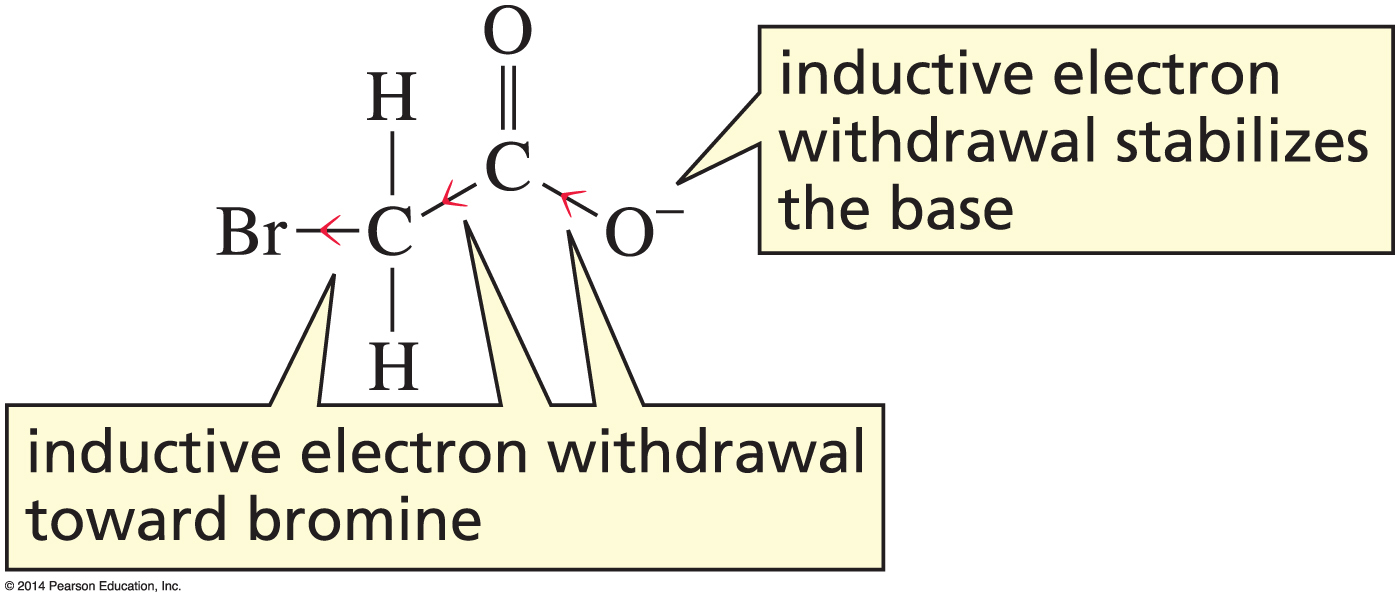 O
H
C
Br
C
O⁻
H
inductive electron
withdrawal stabilizes
the base
inductive electron withdrawal
toward bromine
© 2014 Pearson Education, Inc.